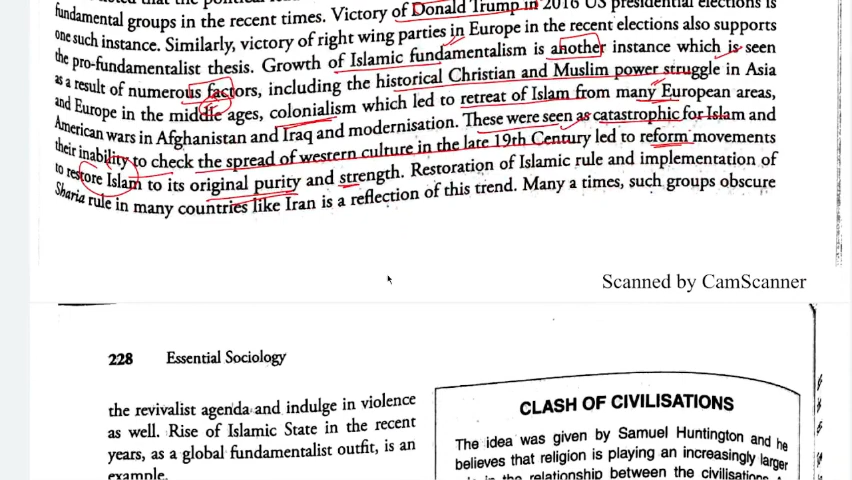 fundamental groups in the recent times. Victory of Donald Trump in 2016 US presidential elections is
one such instance. Similarly, victory of right wing parties in Europe in the recent elections also supports
the pro-fundamentalist thesis. Growth of Islamic fundamentalism is another instance which is seen
as a result of numerous factors, including the historical Christian and Muslim power struggle in Asia
and Europe in the middle ages, colonialism which led to retreat of Islam from many European areas,
American wars in Afghanistan and Iraq and modernisation. These were seen as catastrophic for Islam and
their inability to check the spread of western culture in the late 19th Century led to reform movements
to restore Islam to its original purity and strength. Restoration of Islamic rule and implementation of
Sharia rule in many countries like Iran is a reflection of this trend. Many a times, such groups obscure
Scanned by CamScanner
228 Essential Sociology
the revivalist agenda and indulge in violence
as well. Rise of Islamic State in the recent
years, as a global fundamentalist outfit, is an
example.
CLASH OF CIVILISATIONS
The idea was given by Samuel Huntington and he
believes that religion is playing an increasingly larger
in the relationship between the civilisations